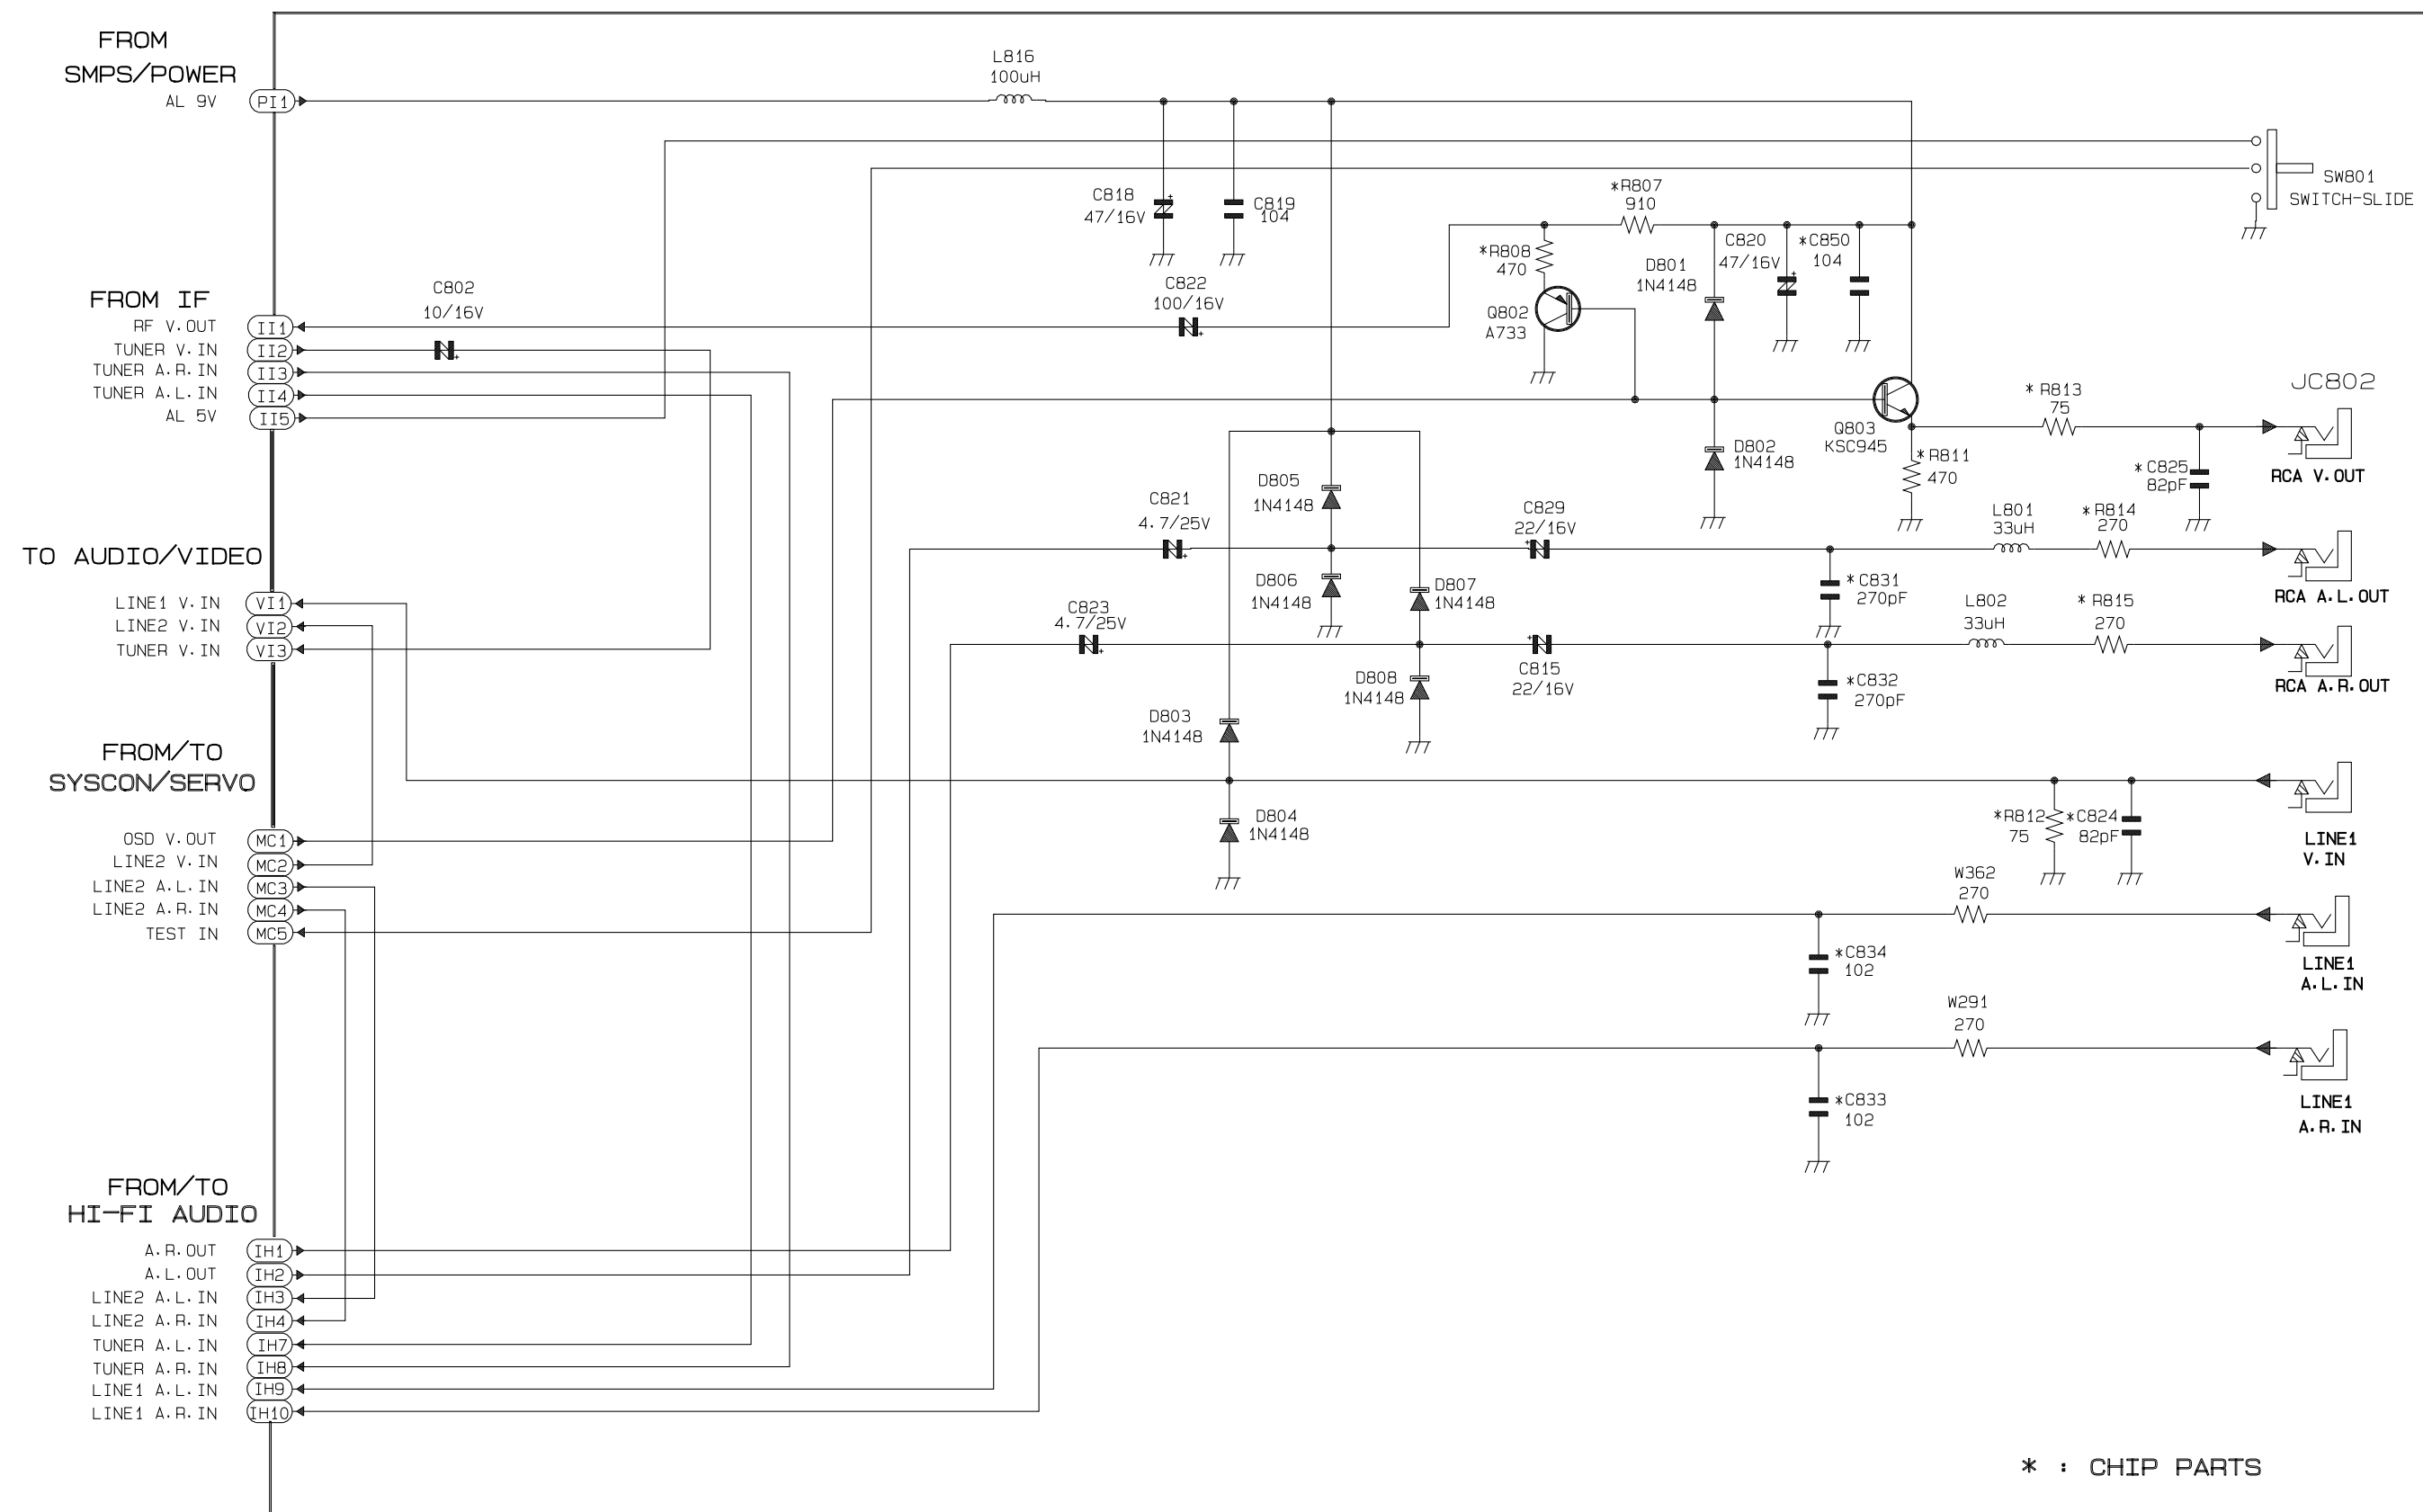 FROM
SMPS/POWER
AL 9V
PI1
L816
100uH
C818
47/16V
C819
104
*R807
910
*R808
470
C820
47/16V
*C850
104
D801
1N4148
SW801
SWITCH-SLIDE
FROM IF
RF V.OUT
II1
TUNER V.IN
II2
TUNER A.R.IN
II3
TUNER A.L.IN
II4
AL 5V
II5
C802
10/16V
C822
100/16V
Q802
A733
Q803
KSC945
D802
1N4148
* R811
470
* R813
75
* C825
82pF
JC802
RCA V.OUT
D805
1N4148
C821
4.7/25V
C829
22/16V
L801
33uH
* R814
270
TO AUDIO/VIDEO
LINE1 V.IN
VI1
LINE2 V.IN
VI2
TUNER V.IN
VI3
D806
1N4148
D807
1N4148
* C831
270pF
RCA A.L.OUT
C823
4.7/25V
L802
33uH
* R815
270
D808
1N4148
C815
22/16V
*C832
270pF
RCA A.R.OUT
D803
1N4148
FROM/TO
SYSCON/SERVO
OSD V.OUT
MC1
LINE2 V.IN
MC2
LINE2 A.L.IN
MC3
LINE2 A.R.IN
MC4
TEST IN
MC5
D804
1N4148
*R812
75
*C824
82pF
LINE1
V.IN
W362
270
*C834
102
LINE1
A.L.IN
W291
270
*C833
102
LINE1
A.R.IN
FROM/TO
HI-FI AUDIO
A.R.OUT
IH1
A.L.OUT
IH2
LINE2 A.L.IN
IH3
LINE2 A.R.IN
IH4
TUNER A.L.IN
IH7
TUNER A.R.IN
IH8
LINE1 A.L.IN
IH9
LINE1 A.R.IN
IH10
* : CHIP PARTS